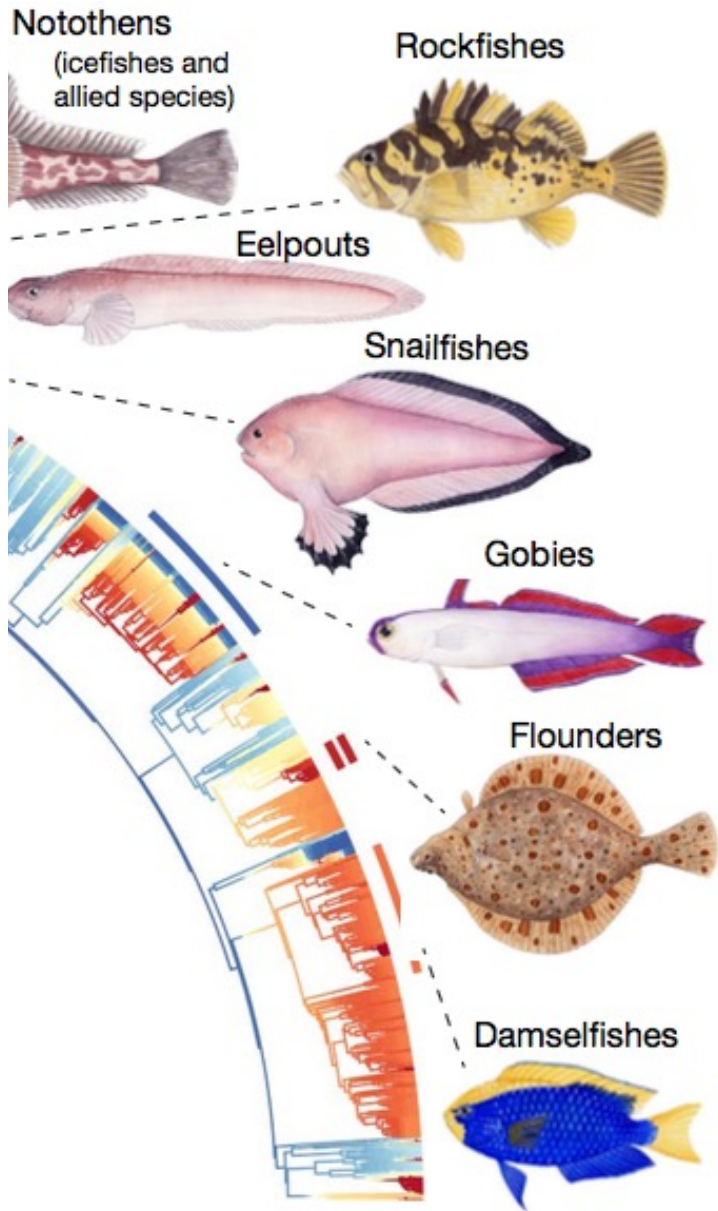 Notothens
(icefishes and
allied species)
Rockfishes
Eelpouts
Snailfishes
Gobies
Flounders
Damselfishes